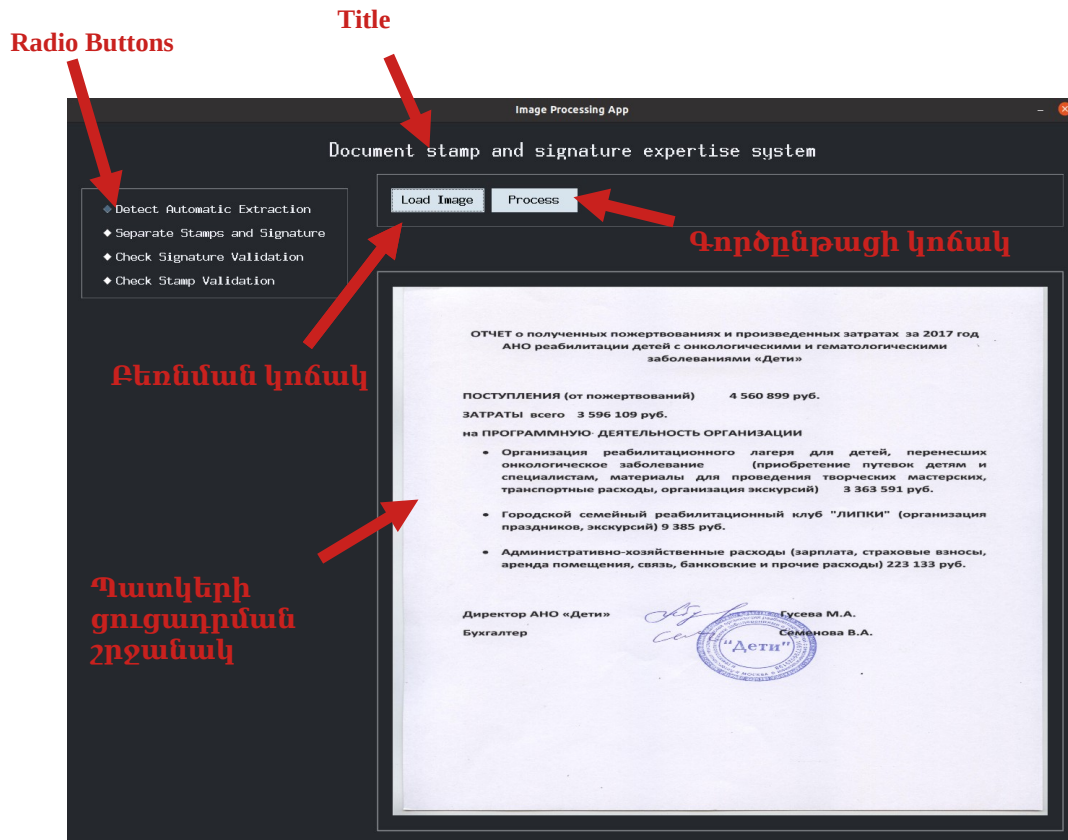 Title
Radio Buttons
Image Processing App
Document stamp and signature expertise system
Detect Automatic Extraction
Separate Stamps and Signature
Check Signature Validation
Check Stamp Validation
Load Image
Process
Գործընթացի կոճակ
Բեռնման կոճակ
Պատկերի
ցուցադրման
շրջանակ
ОТЧЕТ о полученных пожертвованиях и произведенных затратах за 2017 год
АНО реабилитации детей с онкологическими и гематологическими
заболеваниями «Дети»
ПОСТУПЛЕНИЯ (от пожертвований) 4 560 899 руб.
ЗАТРАТЫ всего 3 596 109 руб.
на ПРОГРАММНУЮ ДЕЯТЕЛЬНОСТЬ ОРГАНИЗАЦИИ
• Организация реабилитационного лагеря для детей, перенесших
онкологическое заболевание (приобретение путевок детям и
специалистам, материалы для проведения творческих мастерских,
транспортные расходы, организация экскурсий) 3 363 591 руб.
• Городской семейный реабилитационный клуб "ЛИПКИ" (организация
праздников, экскурсий) 9 385 руб.
• Административно-хозяйственные расходы (зарплата, страховые взносы,
аренда помещения, связь, банковские и прочие расходы) 223 133 руб.
Директор АНО «Дети» Гусева М.А.
Бухгалтер Семенова В.А.
"Дети"
МОСКВА